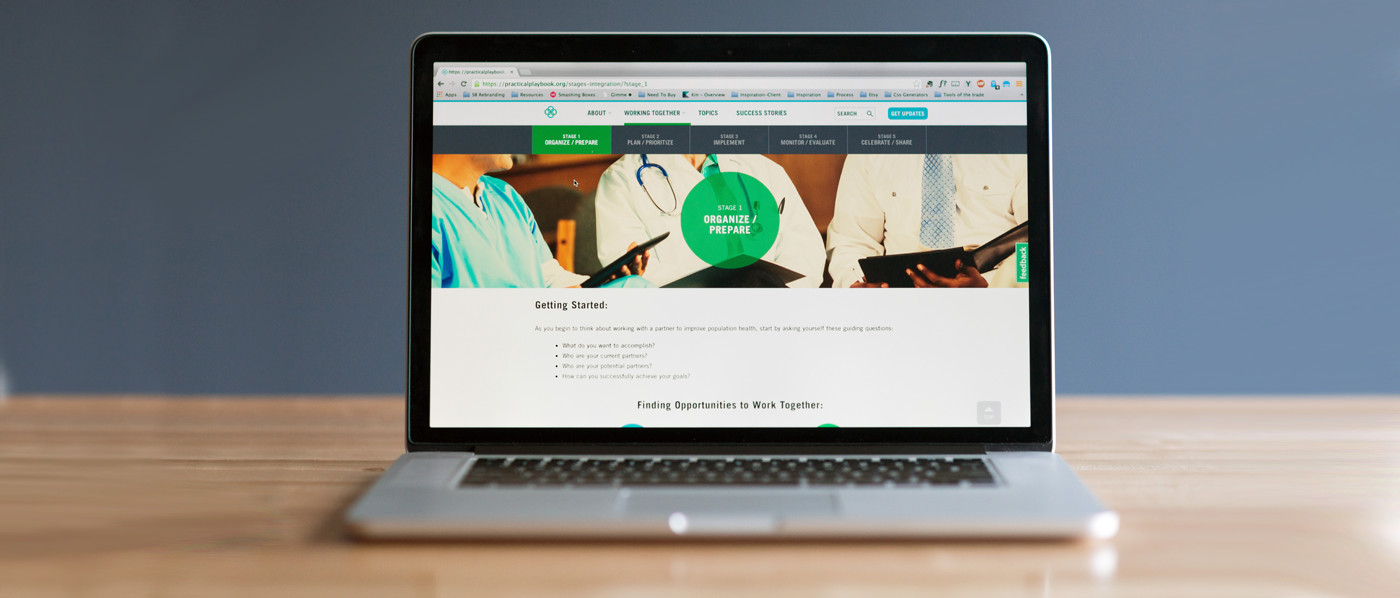 https://practicalplaybook.
https://practicalplaybook.org/stages-integration/?stage_1
Apps SB Rebranding Resources Smashing Boxes Gimme Need To Buy Kin - Overview Inspiration-Client Inspiration Process Etsy Css Generators Tools of the trade
ABOUT WORKING TOGETHER TOPICS SUCCESS STORIES SEARCH GET UPDATES
STAGE 1 STAGE 2 STAGE 3 STAGE 4 STAGE 5
ORGANIZE / PREPARE PLAN / PRIORITIZE IMPLEMENT MONITOR / EVALUATE CELEBRATE / SHARE
STAGE 1
ORGANIZE /
PREPARE
feedback
Getting Started:
As you begin to think about working with a partner to improve population health, start by asking yourself these guiding questions:
• What do you want to accomplish?
• Who are your current partners?
• Who are your potential partners?
• How can you successfully achieve your goals?
Finding Opportunities to Work Together: